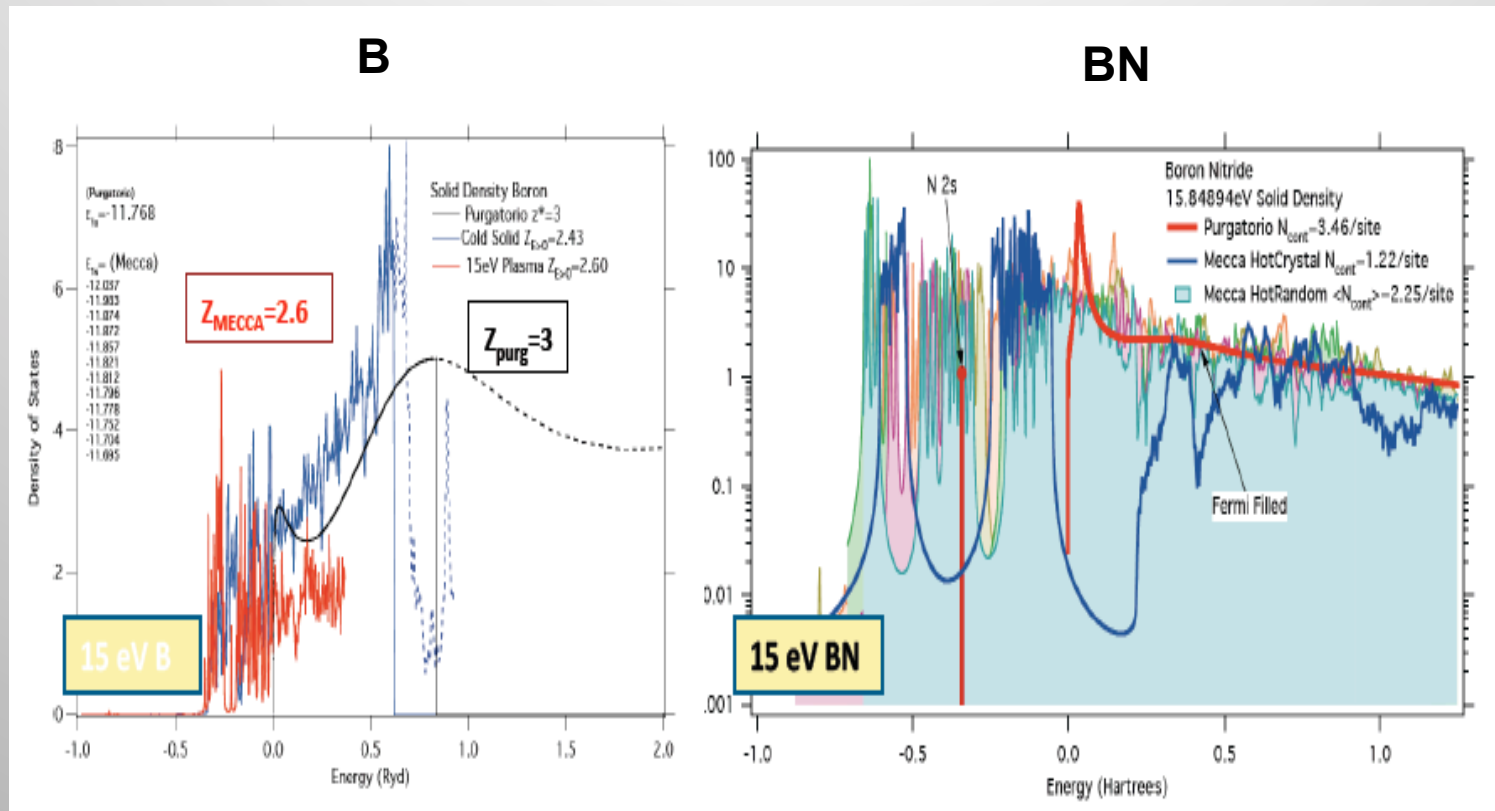 B
BN
(Purgatorio)
E1s=-11.768
E1s= (Mecca)
-12.037
-11.903
-11.874
-11.872
-11.857
-11.821
-11.812
-11.796
-11.778
-11.752
-11.704
-11.695
Solid Density Boron
Purgatorio z*=3
Cold Solid ZE>0=2.43
15eV Plasma ZE>0=2.60
ZMECCA=2.6
Zpurg=3
15 eV B
8
6
4
2
0
Density of States
-1.0 -0.5 0.0 0.5 1.0 1.5 2.0
Energy (Ryd)
N 2s
Boron Nitride
15.84894eV Solid Density
Purgatorio Ncont=3.46/site
Mecca HotCrystal Ncont=1.22/site
Mecca HotRandom <Ncont>=2.25/site
Fermi Filled
15 eV BN
100
10
1
0.1
0.01
.001
-1.0 -0.5 0.0 0.5 1.0
Energy (Hartrees)